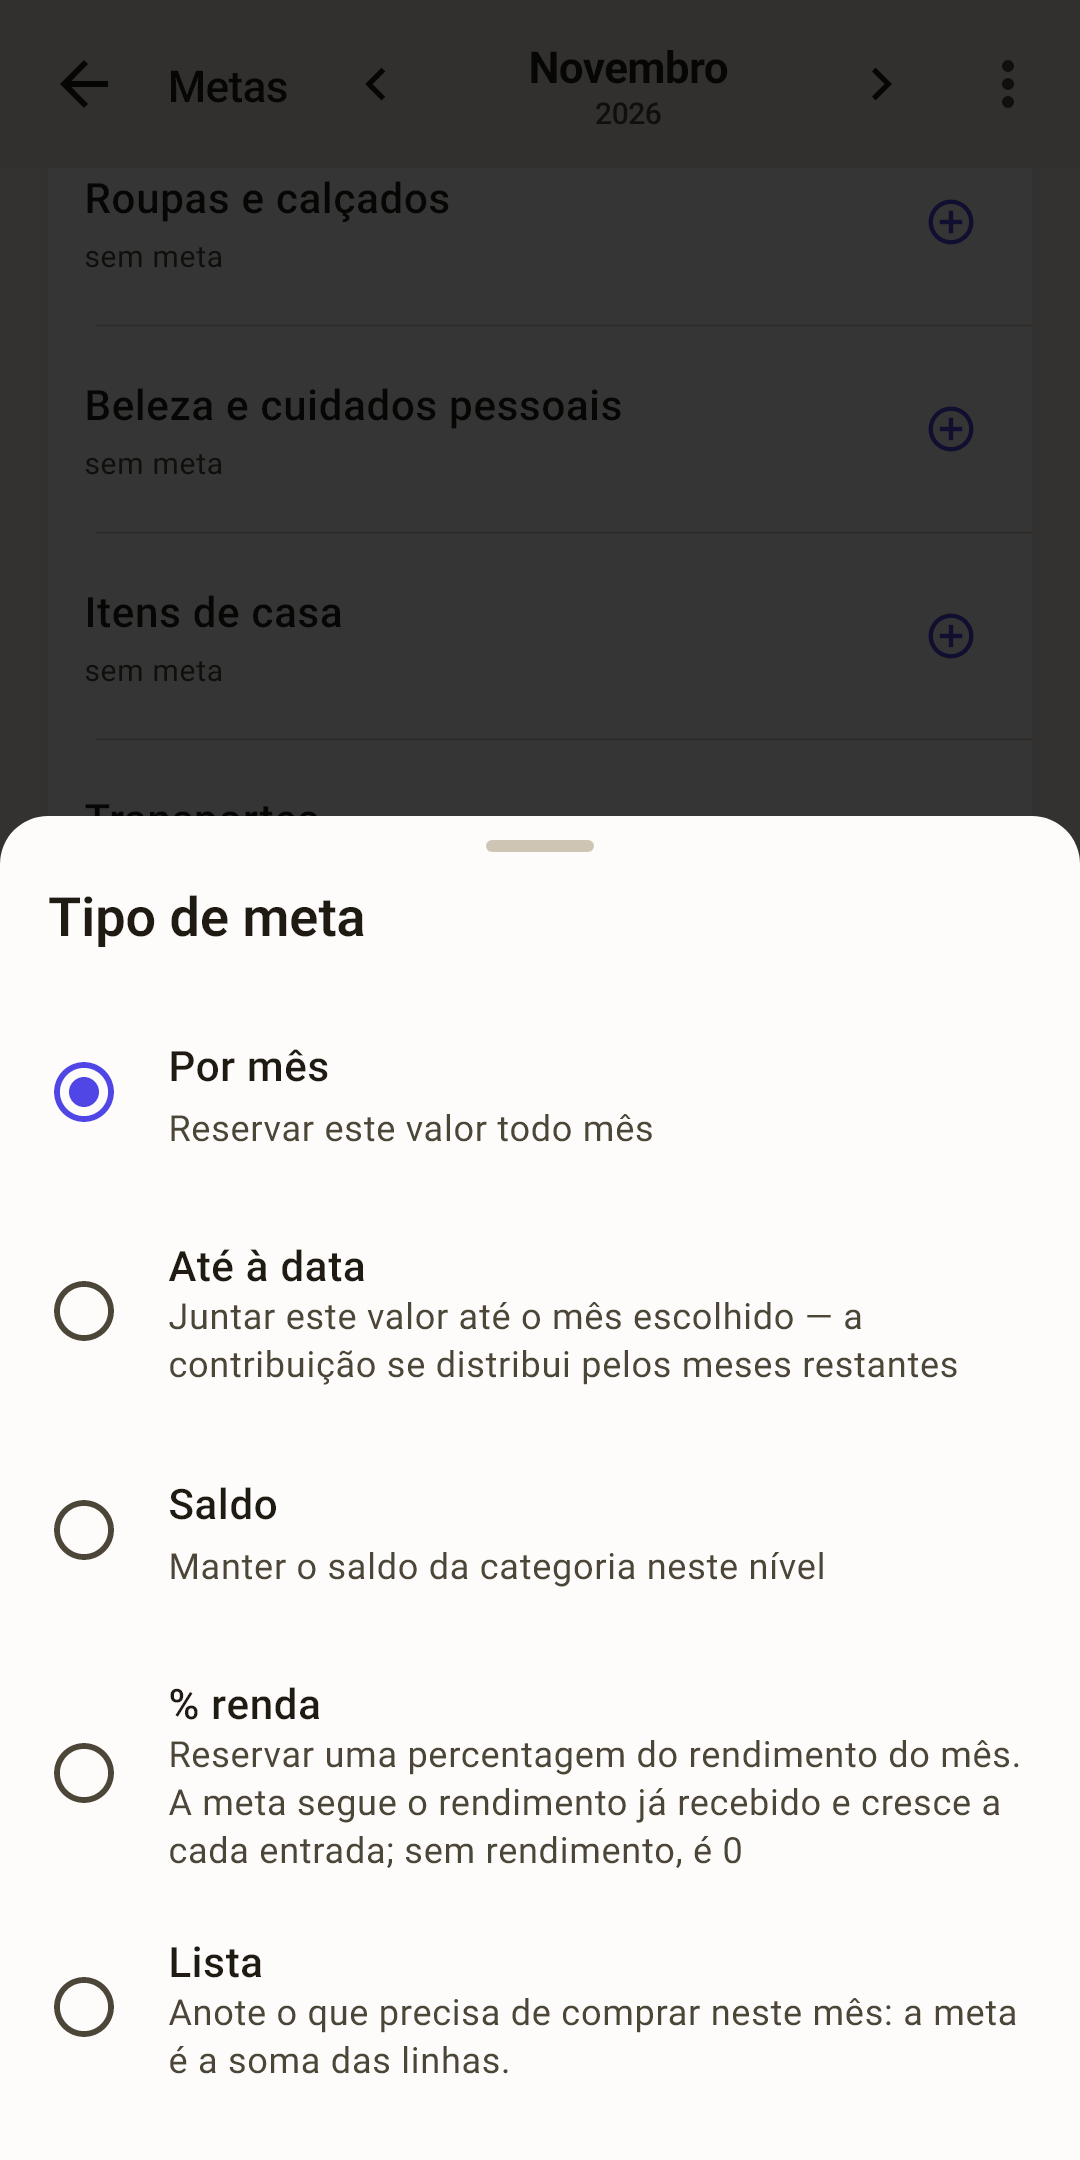 Metas
Novembro
2026
Roupas e calçados
sem meta
Beleza e cuidados pessoais
sem meta
Itens de casa
sem meta
Tipo de meta
Por mês
Reservar este valor todo mês
Até à data
Juntar este valor até o mês escolhido — a
contribuição se distribui pelos meses restantes
Saldo
Manter o saldo da categoria neste nível
% renda
Reservar uma percentagem do rendimento do mês.
A meta segue o rendimento já recebido e cresce a
cada entrada; sem rendimento, é 0
Lista
Anote o que precisa de comprar neste mês: a meta
é a soma das linhas.